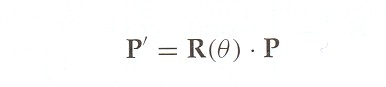 P′ = R(θ) · P